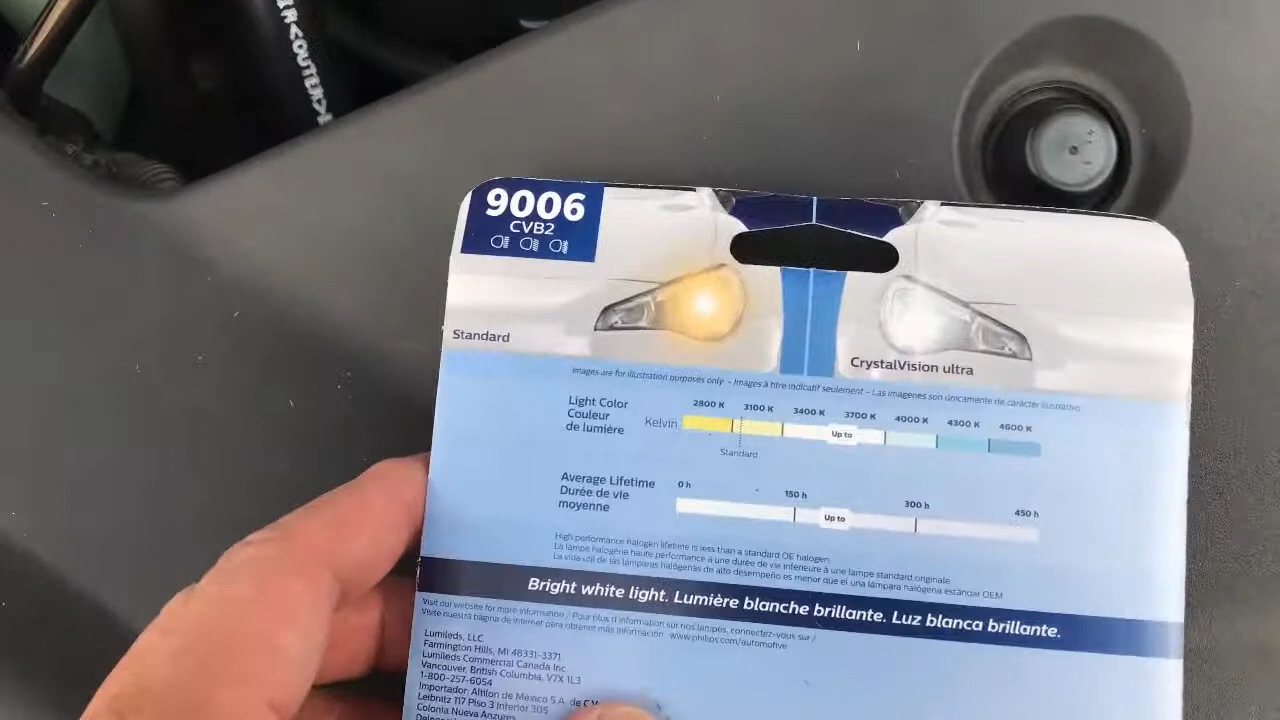 R<OUTER>
9006
CVB2
Standard
CrystalVision ultra
Images are for illustration purposes only – Images à titre indicatif seulement – Las imagenes son únicamente de carácter ilustrativo
Light Color
Couleur
de lumière
Kelvin
2800 K 3100 K 3400 K 3700 K 4000 K 4300 K 4600 K
Up to
Standard
Average Lifetime
Durée de vie
moyenne
0 h 150 h 300 h 450 h
Up to
High performance halogen lifetime is less than a standard OE halogen
La lampe halogène haute performance a une durée de vie inférieure à une lampe standard originale
La vida útil de las lámparas halógenas de alto desempeño es menor que el una lámpara halógena estándar OEM
Bright white light. Lumière blanche brillante. Luz blanca brillante.
Visit our website for more information / Pour plus d'information sur nos lampes, connectez-vous sur /
Visite nuestra página de internet para obtener más información www.philips.com/automotive
Lumileds, LLC
Farmington Hills, MI 48331-3371
Lumileds Commercial Canada Inc.
Vancouver, British Columbia, V7X 1L3
1-800-257-6054
Importador: Altilon de México S.A. de C.V.
Leibnitz 117 Piso 3 Interior 305
Colonia Nueva Anzures